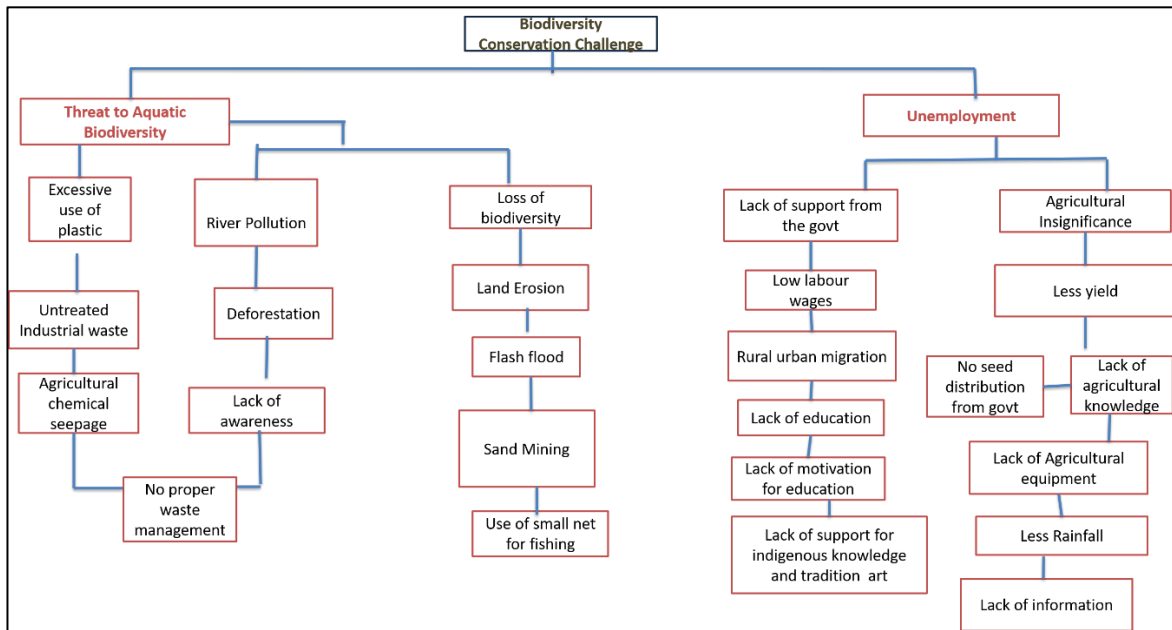 Biodiversity
Conservation Challenge
Threat to Aquatic
Biodiversity
Unemployment
Excessive
use of
plastic
River Pollution
Loss of
biodiversity
Lack of support from
the govt
Agricultural
Insignificance
Untreated
Industrial waste
Deforestation
Land Erosion
Low labour
wages
Less yield
Agricultural
chemical
seepage
Lack of
awareness
Flash flood
Rural urban migration
No seed
distribution
from govt
Lack of
agricultural
knowledge
No proper
waste
management
Sand Mining
Lack of education
Lack of motivation
for education
Lack of Agricultural
equipment
Use of small net
for fishing
Lack of support for
indigenous knowledge
and tradition art
Less Rainfall
Lack of information